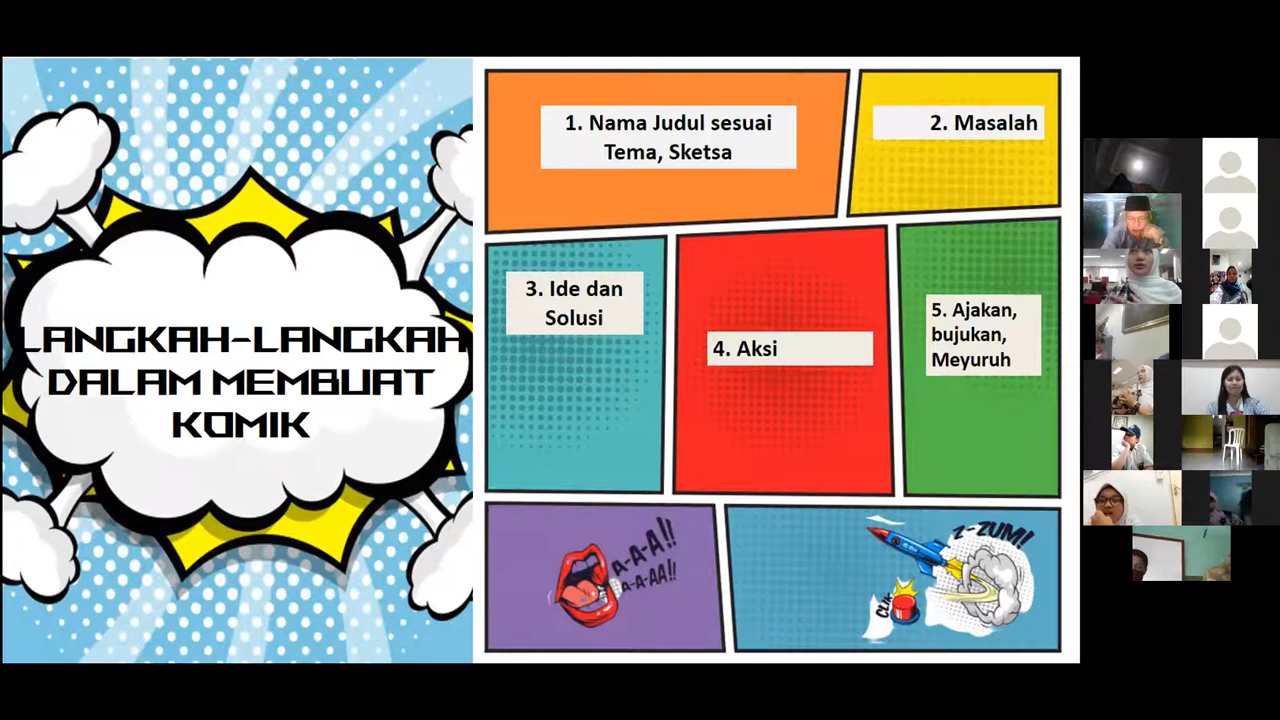 LANGKAH-LANGKAH
DALAM MEMBUAT
KOMIK
1. Nama Judul sesuai
Tema, Sketsa
2. Masalah
3. Ide dan
Solusi
4. Aksi
5. Ajakan,
bujukan,
Meyuruh
A-A-A!!
A-A-AA!!
CLIK
Z-ZUM!